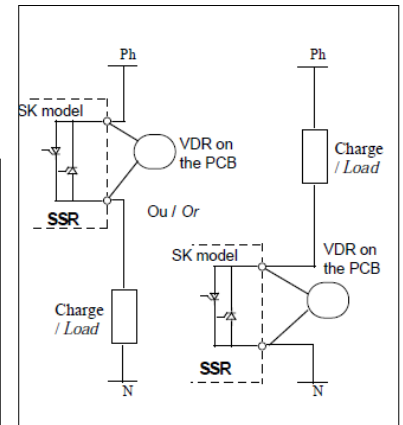 Ph
SK model
VDR on
the PCB
SSR
Ou / Or
Charge
/ Load
N
Ph
Charge
/ Load
SK model
VDR on
the PCB
SSR
N